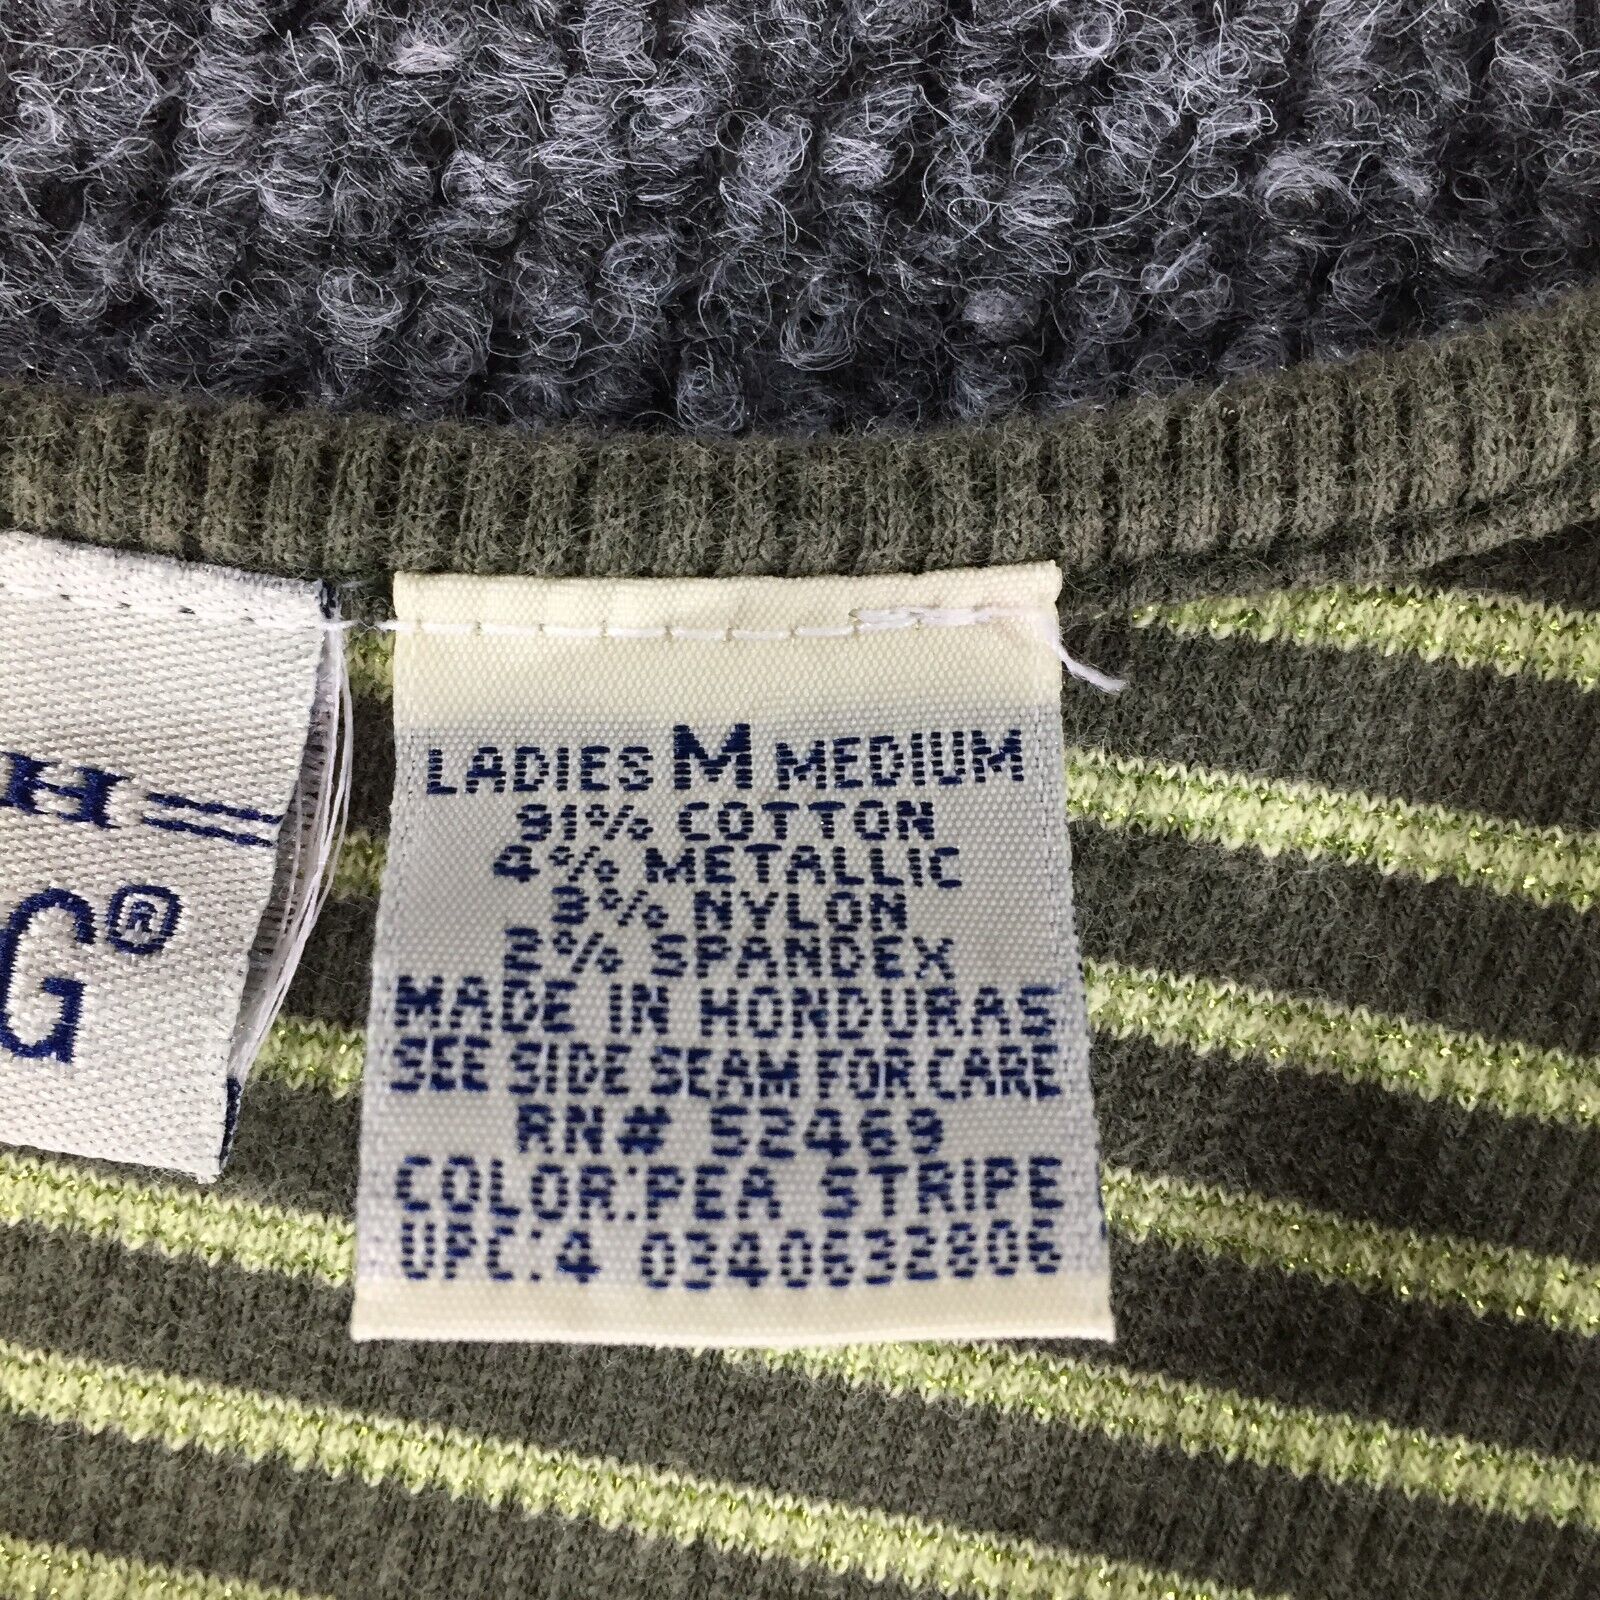 H
G®
LADIES M MEDIUM
91% COTTON
4% METALLIC
3% NYLON
2% SPANDEX
MADE IN HONDURAS
SEE SIDE SEAM FOR CARE
RN# 52469
COLOR:PEA STRIPE
UPC:4 0340632806